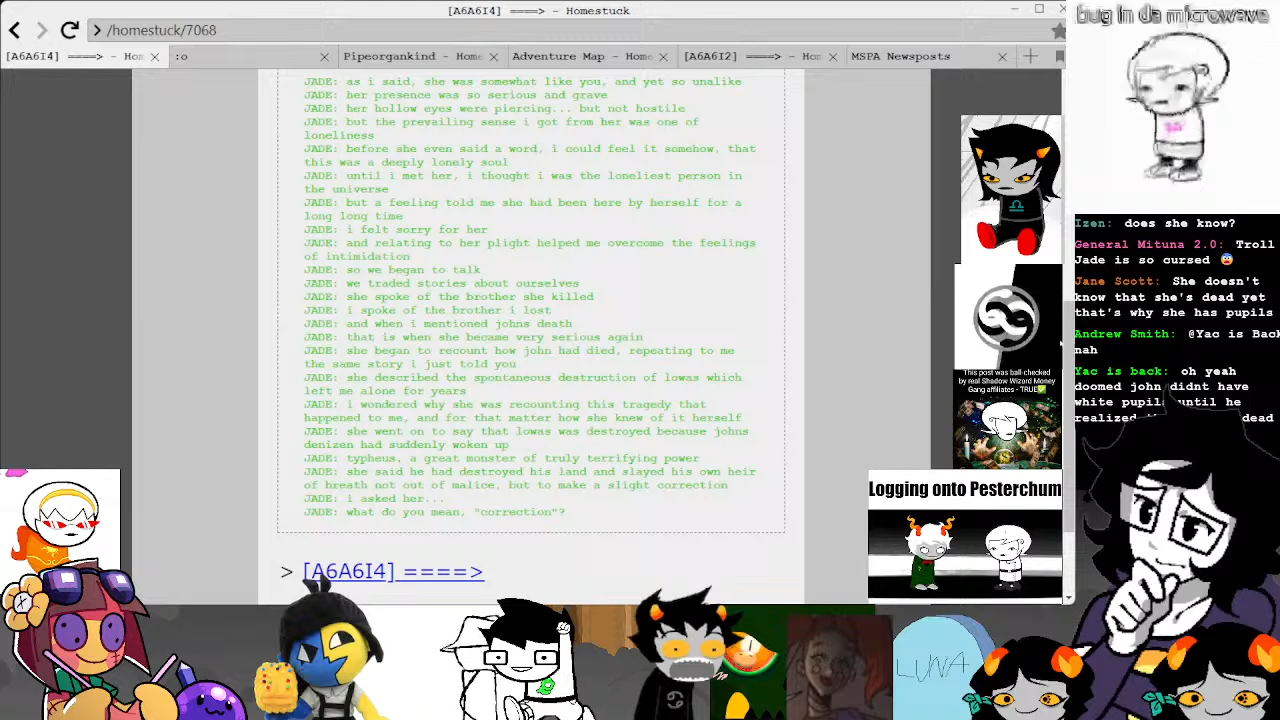 [A6A6I4] ====> - Homestuck
/homestuck/7068
[A6A6I4] ====> - Hom
:o
Pipeorgankind - Home
Adventure Map - Home
[A6A6I2] ====> - Hom
MSPA Newsposts
JADE: as i said, she was somewhat like you, and yet so unalike
JADE: her presence was so serious and grave
JADE: her hollow eyes were piercing... but not hostile
JADE: but the prevailing sense i got from her was one of
loneliness
JADE: before she even said a word, i could feel it somehow, that
this was a deeply lonely soul
JADE: until i met her, i thought i was the loneliest person in
the universe
JADE: but a feeling told me she had been here by herself for a
long long time
JADE: i felt sorry for her
JADE: and relating to her plight helped me overcome the feelings
of intimidation
JADE: so we began to talk
JADE: we traded stories about ourselves
JADE: she spoke of the brother she killed
JADE: i spoke of the brother i lost
JADE: and when i mentioned johns death
JADE: that is when she became very serious again
JADE: she began to recount how john had died, repeating to me
the same story i just told you
JADE: she described the spontaneous destruction of lowas which
left me alone for years
JADE: i wondered why she was recounting this tragedy that
happened to me, and for that matter how she knew of it herself
JADE: she went on to say that lowas was destroyed because johns
denizen had suddenly woken up
JADE: typheus, a great monster of truly terrifying power
JADE: she said he had destroyed his land and slayed his own heir
of breath not out of malice, but to make a slight correction
JADE: i asked her...
JADE: what do you mean, "correction"?
> [A6A6I4] ====>
bug in da microwave
Izen: does she know?
General Mituna 2.0: Troll
Jade is so cursed 😨
Jane Scott: She doesn't
know that she's dead yet
that's why she has pupils
Andrew Smith: @Yac is Back
nah
Yac is back: oh yeah
doomed john didnt have
white pupils until he
realized dead
This post was ball-checked
by real Shadow Wizard Money
Gang affiliates - TRUE✅
Logging onto Pesterchum
LUNA